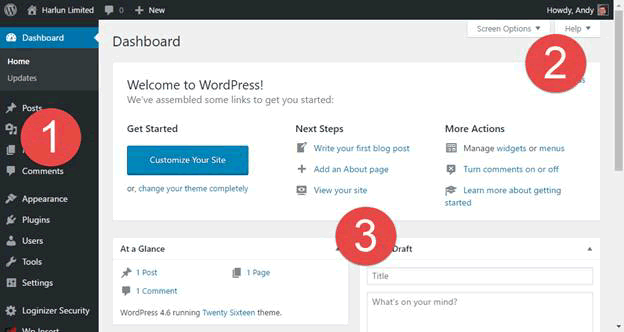 Harlun Limited 0 + New Howdy, Andy
Screen Options Help
Dashboard
Home
Updates
Posts
Comments
Appearance
Plugins
Users
Tools
Settings
Loginizer Security
Wp Insert
1
2
3
Dashboard
Welcome to WordPress!
We've assembled some links to get you started:
Get Started
Customize Your Site
or, change your theme completely
Next Steps
Write your first blog post
Add an About page
View your site
More Actions
Manage widgets or menus
Turn comments on or off
Learn more about getting
started
At a Glance
1 Post 1 Page
1 Comment
WordPress 4.6 running Twenty Sixteen theme.
Draft
Title
What's on your mind?